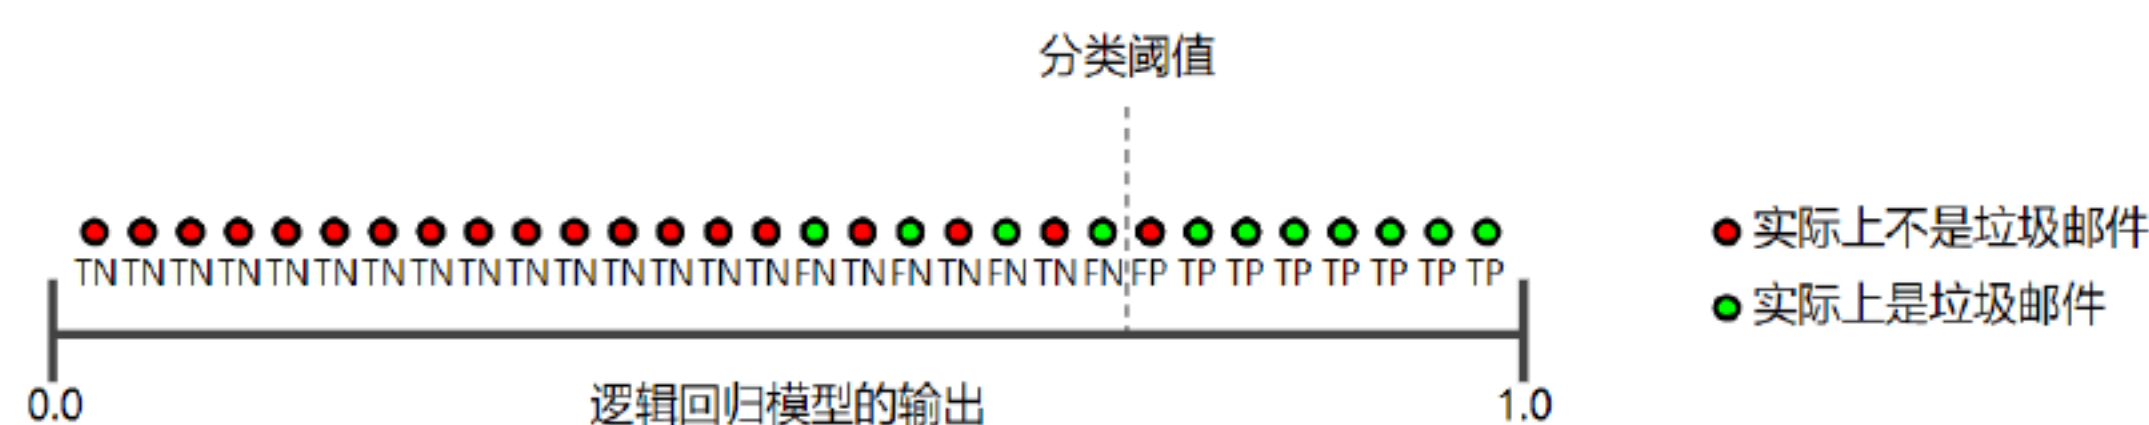 分类阈值
TN TN TN TN TN TN TN TN TN TN TN TN TN TN TN FN TN FN TN FN TN FN FP TP TP TP TP TP TP TP
实际上不是垃圾邮件
实际上是垃圾邮件
0.0
逻辑回归模型的输出
1.0